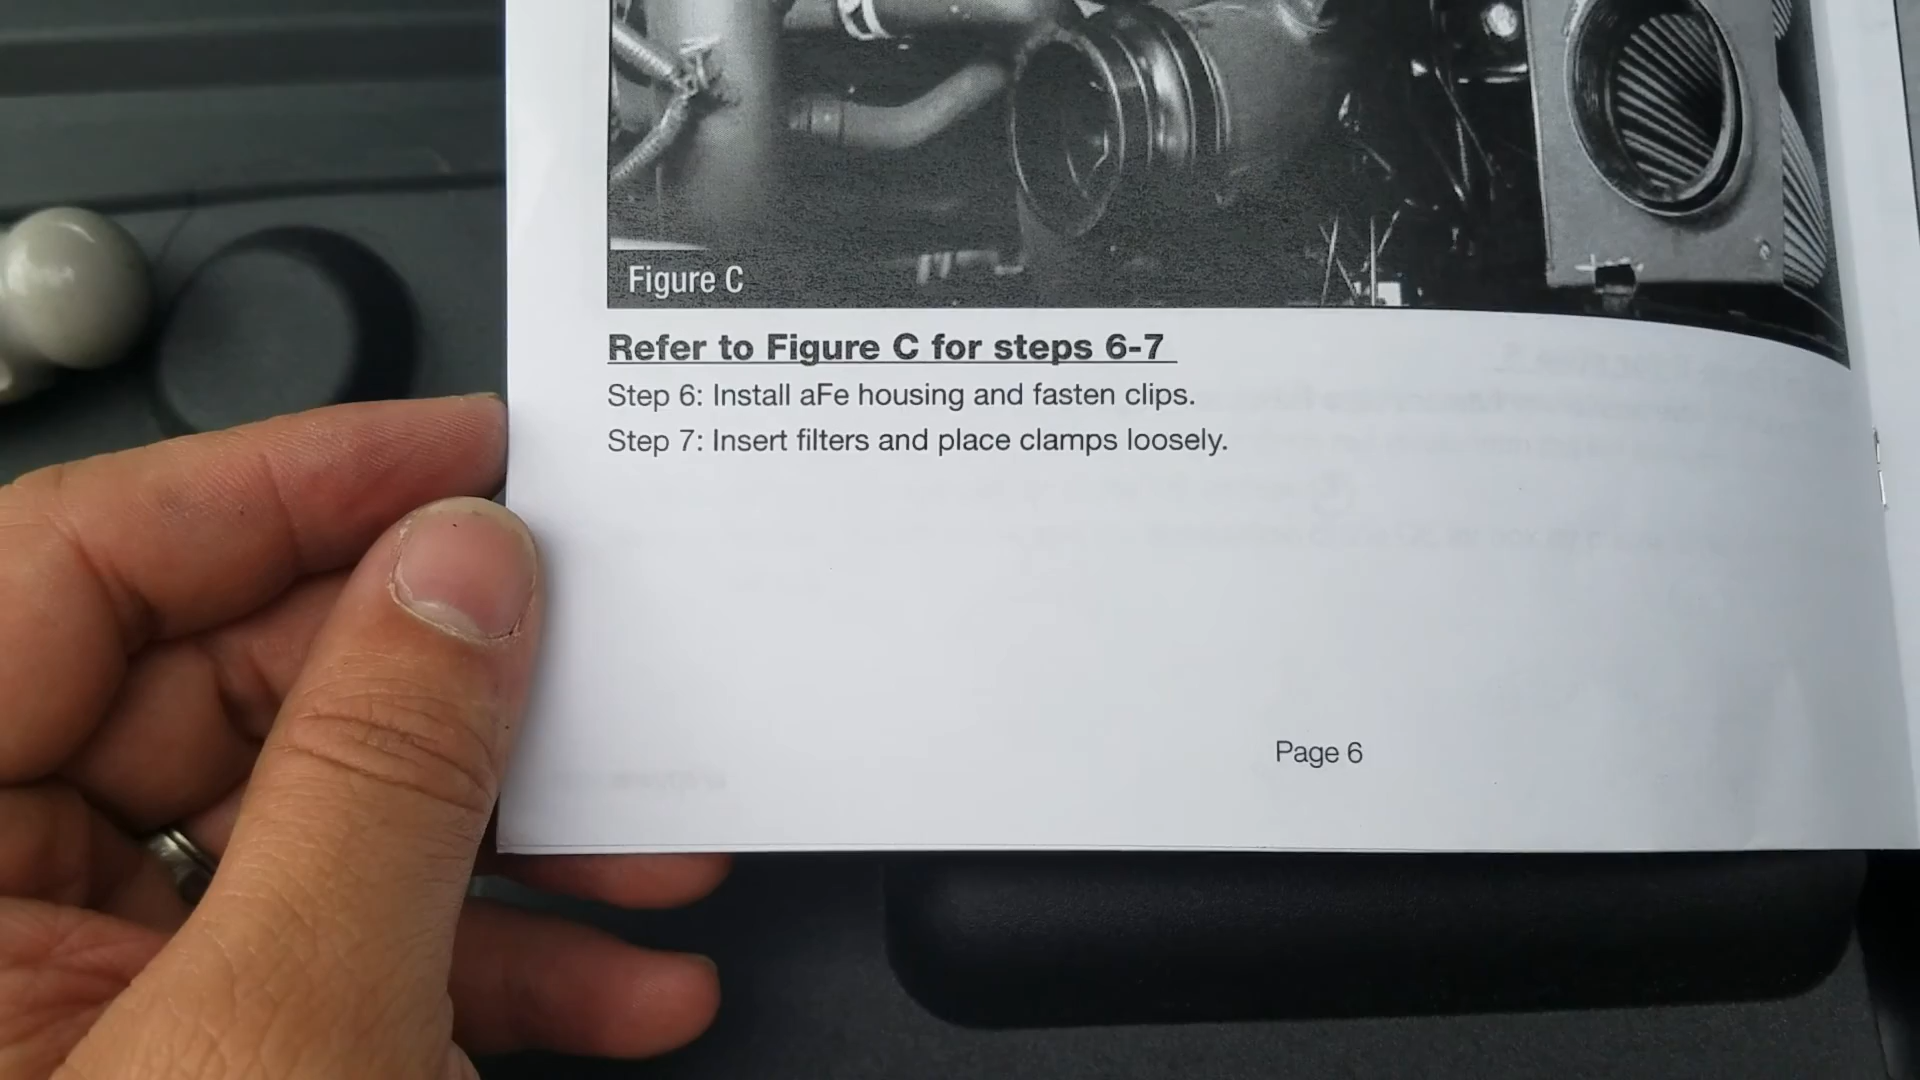 Figure C
Refer to Figure C for steps 6-7
Step 6: Install aFe housing and fasten clips.
Step 7: Insert filters and place clamps loosely.
Page 6